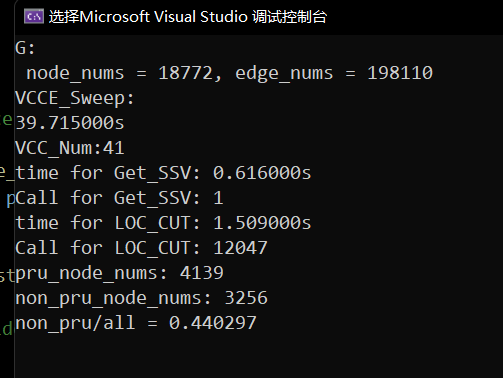 选择Microsoft Visual Studio 调试控制台
G:
node_nums = 18772, edge_nums = 198110
VCCE_Sweep:
39.715000s
VCC_Num:41
time for Get_SSV: 0.616000s
Call for Get_SSV: 1
time for LOC_CUT: 1.509000s
Call for LOC_CUT: 12047
pru_node_nums: 4139
non_pru_node_nums: 3256
non_pru/all = 0.440297